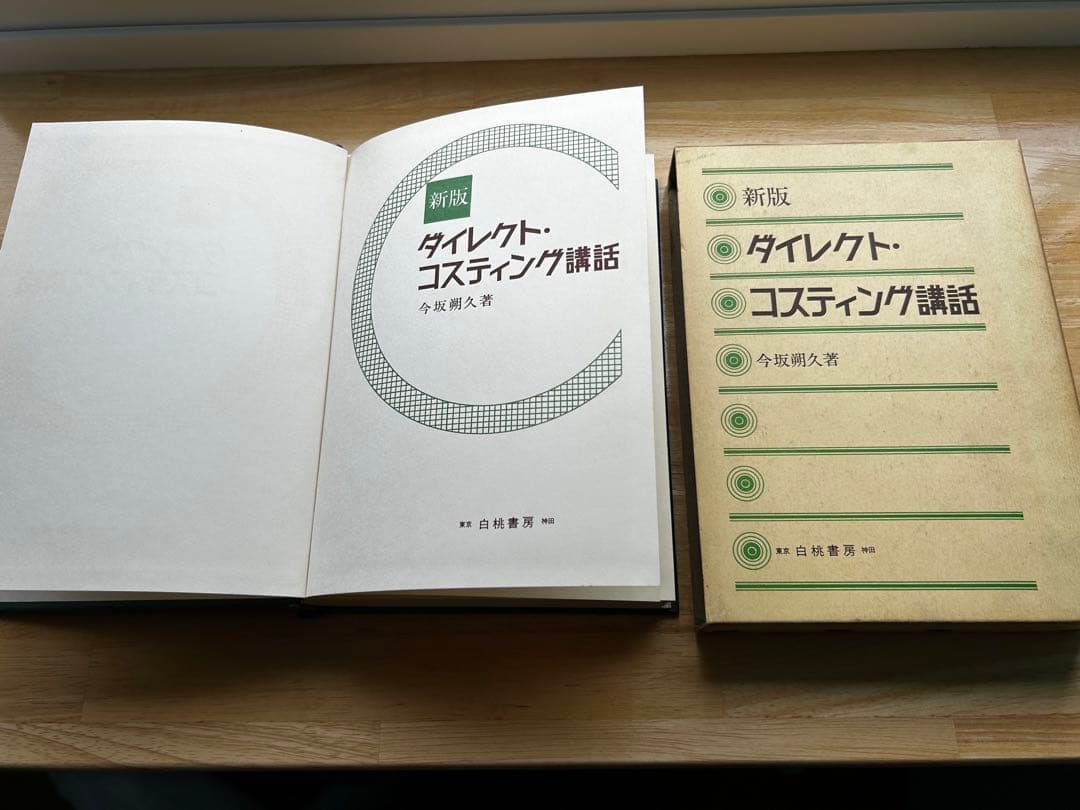 新版
ダイレクト・
コスティング講話
今坂朔久著
東京 白桃書房 神田
新版
ダイレクト・
コスティング講話
今坂朔久著
東京 白桃書房 神田